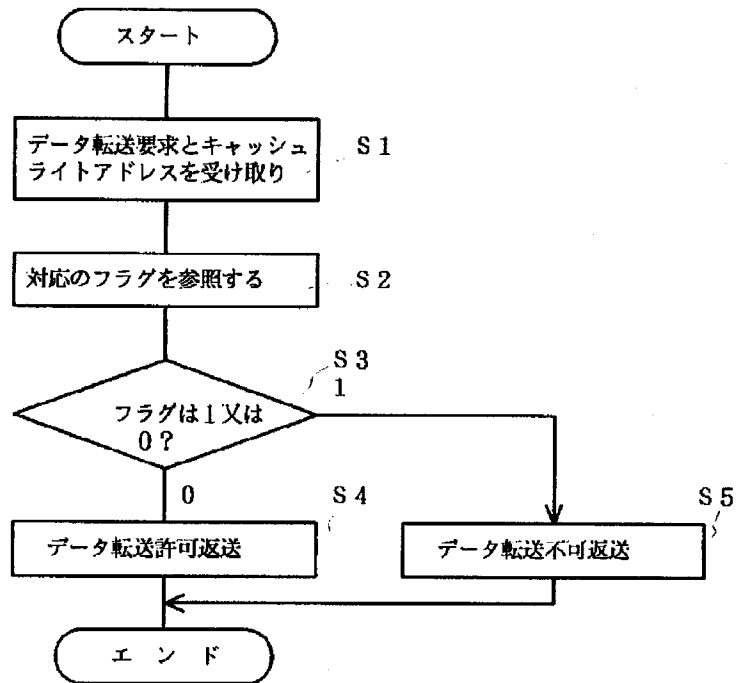 スタート
データ転送要求とキャッシュ
ライトアドレスを受け取り
S1
対応のフラグを参照する
S2
S3
1
フラグは1又は
0?
0
S4
データ転送許可返送
S5
データ転送不可返送
エンド